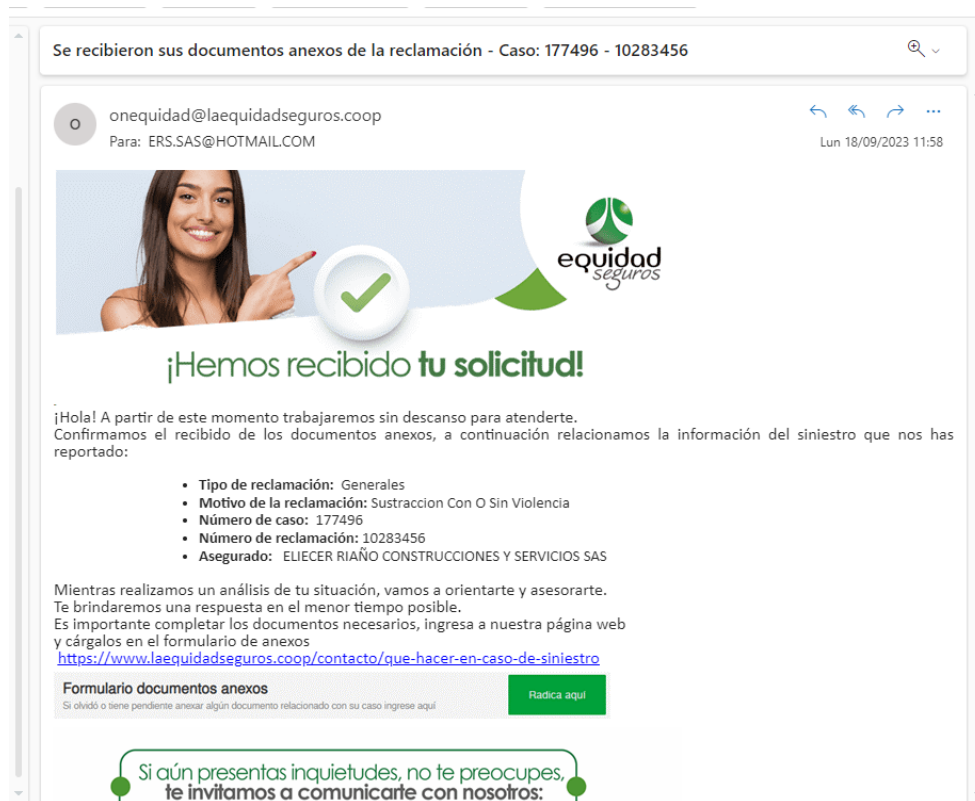 Se recibieron sus documentos anexos de la reclamación - Caso: 177496 - 10283456
O
onequidad@laequidadseguros.coop
Para: ERS.SAS@HOTMAIL.COM
Lun 18/09/2023 11:58
equidad
seguros
¡Hemos recibido tu solicitud!
¡Hola! A partir de este momento trabajaremos sin descanso para atenderte.
Confirmamos el recibido de los documentos anexos, a continuación relacionamos la información del siniestro que nos has
reportado:
• Tipo de reclamación: Generales
• Motivo de la reclamación: Sustraccion Con O Sin Violencia
• Número de caso: 177496
• Número de reclamación: 10283456
• Asegurado: ELIECER RIAÑO CONSTRUCCIONES Y SERVICIOS SAS
Mientras realizamos un análisis de tu situación, vamos a orientarte y asesorarte.
Te brindaremos una respuesta en el menor tiempo posible.
Es importante completar los documentos necesarios, ingresa a nuestra página web
y cárgalos en el formulario de anexos
https://www.laequidadseguros.coop/contacto/que-hacer-en-caso-de-siniestro
Formulario documentos anexos
Si olvidó o tiene pendiente anexar algún documento relacionado con su caso ingrese aquí
Radica aquí
Si aún presentas inquietudes, no te preocupes,
te invitamos a comunicarte con nosotros: